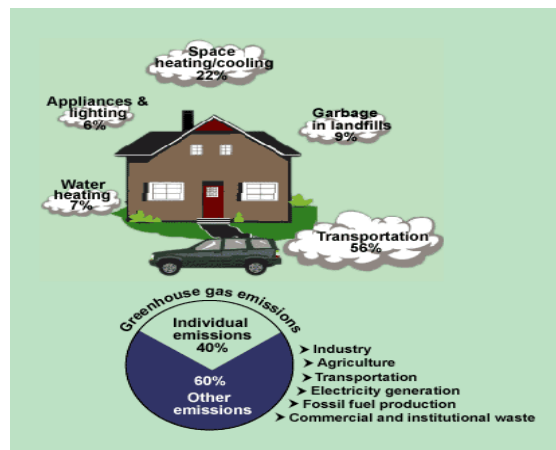 Space
heating/cooling
22%
Appliances &
lighting
6%
Garbage
in landfills
9%
Water
heating
7%
Transportation
56%
Greenhouse gas emissions
Individual
emissions
40%
60%
Other
emissions
➤ Industry
➤ Agriculture
➤ Transportation
➤ Electricity generation
➤ Fossil fuel production
➤ Commercial and institutional waste